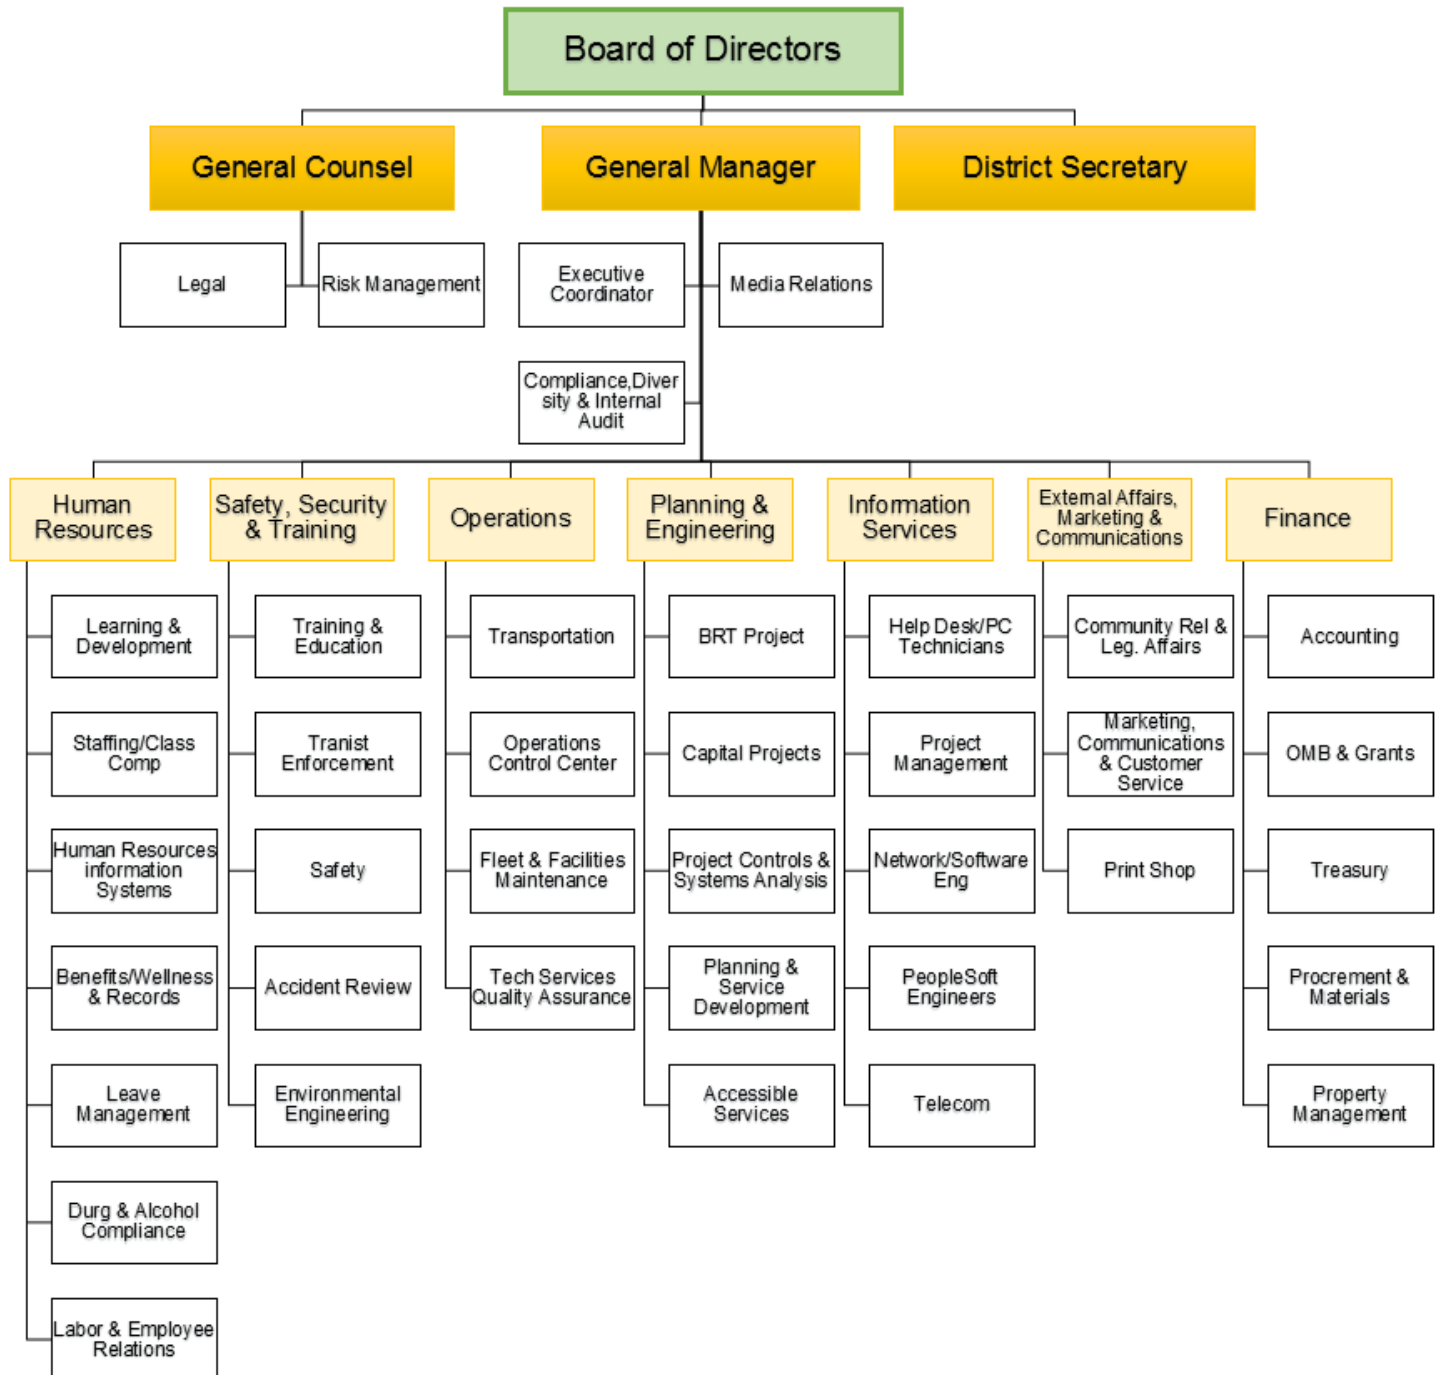 Board of Directors
General Counsel
General Manager
District Secretary
Legal
Risk Management
Executive
Coordinator
Media Relations
Compliance,Diver
sity & Internal
Audit
Human
Resources
Safety, Security
& Training
Operations
Planning &
Engineering
Information
Services
External Affairs,
Marketing &
Communications
Finance
Learning &
Development
Training &
Education
Transportation
BRT Project
Help Desk/PC
Technicians
Community Rel &
Leg. Affairs
Accounting
Staffing/Class
Comp
Tranist
Enforcement
Operations
Control Center
Capital Projects
Project
Management
Marketing,
Communications
& Customer
Service
OMB & Grants
Human Resources
information
Systems
Safety
Fleet & Facilities
Maintenance
Project Controls &
Systems Analysis
Network/Software
Eng
Print Shop
Treasury
Benefits/Wellness
& Records
Accident Review
Tech Services
Quality Assurance
Planning &
Service
Development
PeopleSoft
Engineers
Procrement &
Materials
Leave
Management
Environmental
Engineering
Accessible
Services
Telecom
Property
Management
Durg & Alcohol
Compliance
Labor & Employee
Relations